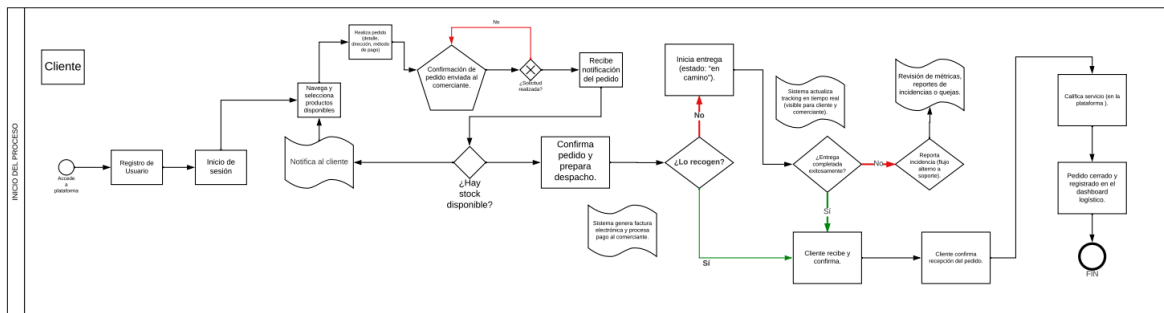 INICIO DEL PROCESO
Cliente
Accede
a
plataforma
Registro de
Usuario
Inicio de
sesión
Navega y
selecciona
productos
disponibles
Notifica al cliente
Realiza pedido
(detalle,
dirección, método
de pago)
Confirmación de
pedido enviada al
comerciante.
No
¿Solicitud
realizada?
Recibe
notificación
del pedido
¿Hay
stock
disponible?
Confirma
pedido y
prepara
despacho.
Sistema genera factura
electrónica y procesa
pago al comerciante.
¿Lo recogen?
No
Sí
Inicia entrega
(estado: “en
camino”).
Sistema actualiza
tracking en tiempo real
(visible para cliente y
comerciante).
¿Entrega
completada
exitosamente?
No
Sí
Reporta
incidencia (flujo
alterno a
soporte).
Revisión de métricas,
reportes de
incidencias o quejas.
Cliente recibe y
confirma.
Cliente confirma
recepción del pedido.
Califica servicio (en la
plataforma ).
Pedido cerrado y
registrado en el
dashboard
logístico.
FIN